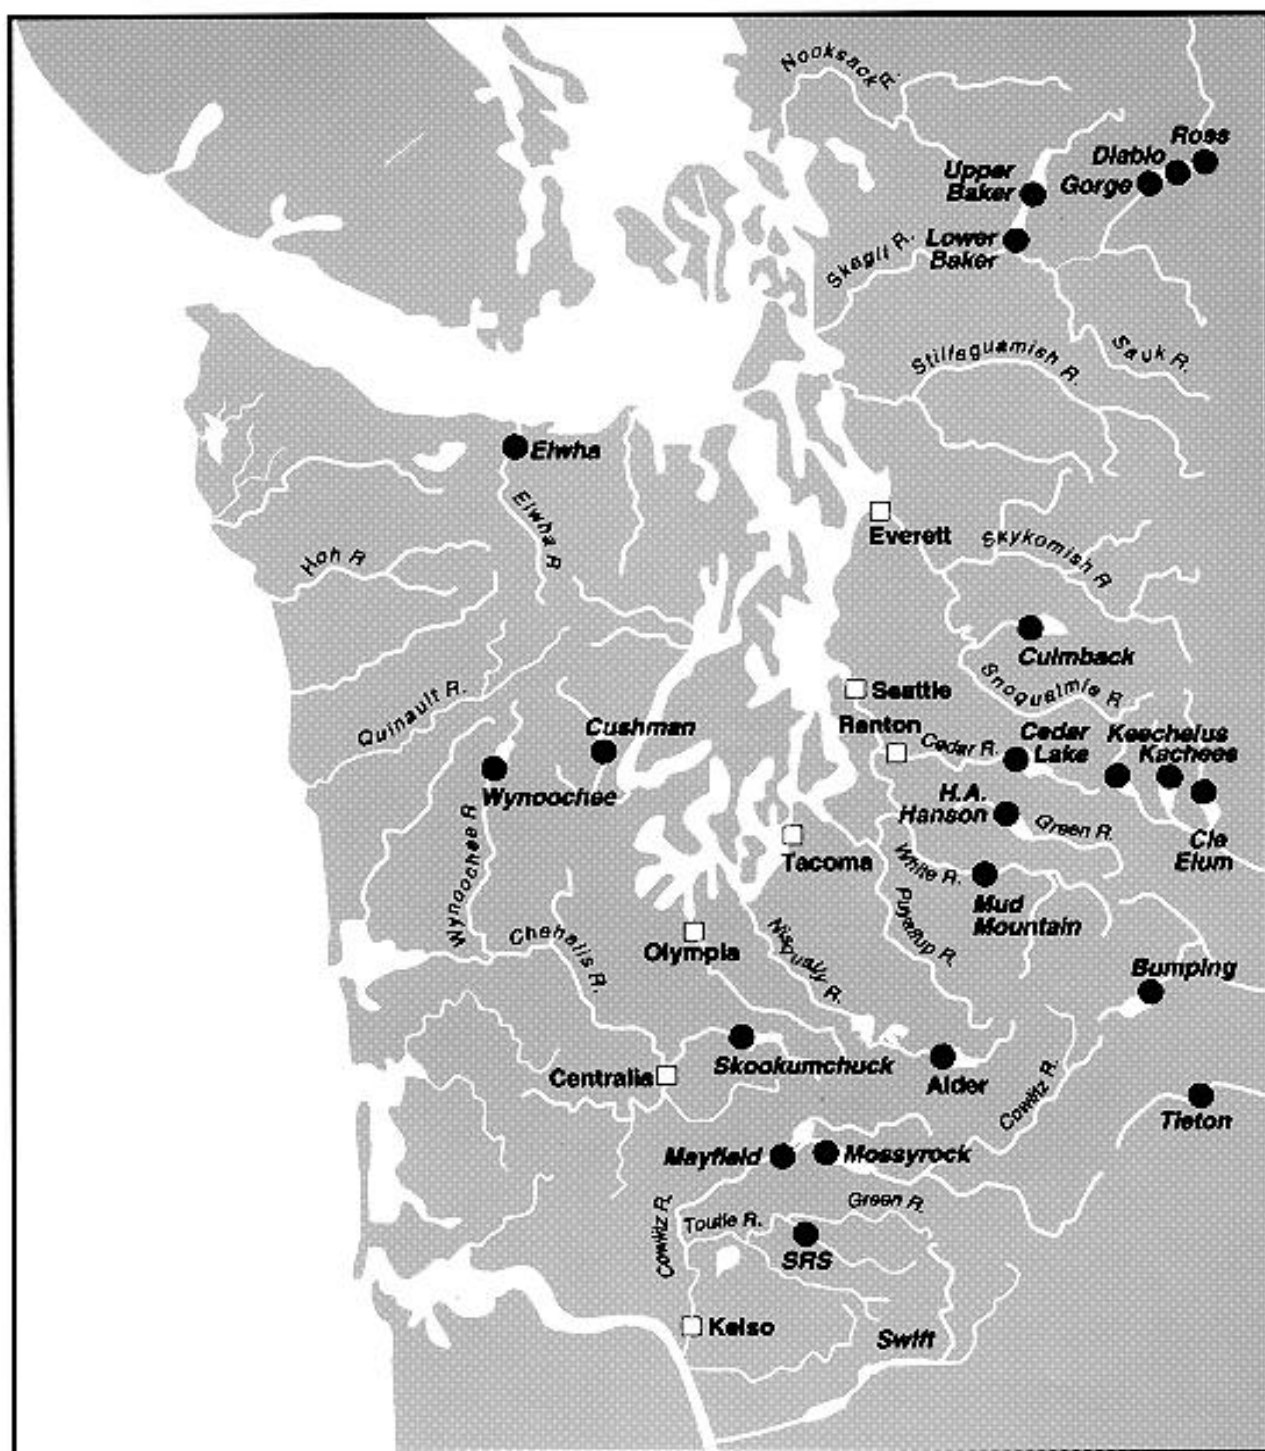 Nooksack R.
Ross
Diablo
Gorge
Upper
Baker
Lower
Baker
Skagit R.
Sauk R.
Stillaguamish R.
Elwha
Elwha R
Everett
Skykomish R
Hoh R
Culmback
Snoqualmie R.
Seattle
Quinault R.
Cushman
Renton
Cedar R.
Cedar
Lake
Keechelus
Kachees
Wynoochee
H.A.
Hanson
Green R.
Cle
Elum
Wynoochee R
Tacoma
White R.
Mud
Mountain
Puyallup R.
Chehalis R.
Olympia
Nisqually R.
Bumping
Skookumchuck
Centralia
Alder
Cowlitz R.
Tieton
Mayfield
Mossyrock
Cowlitz R.
Toutle R.
Green R.
SRS
Kelso
Swift